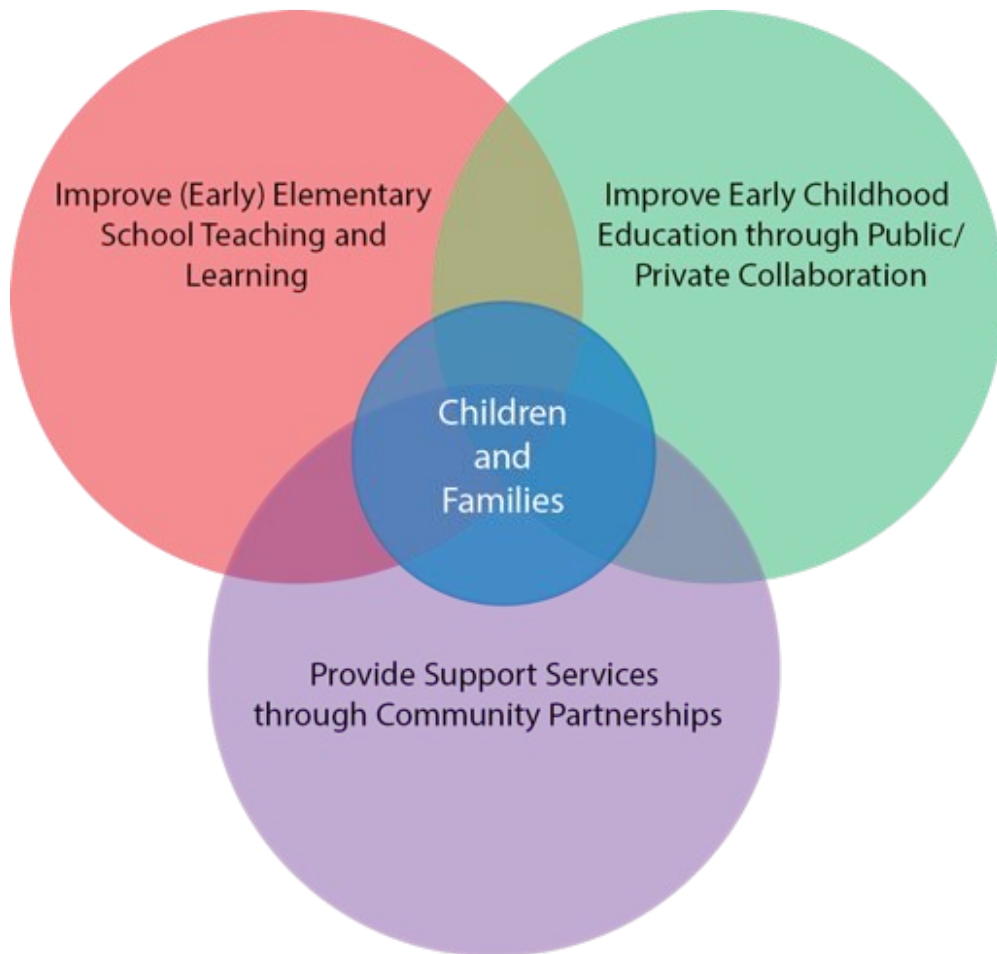 Improve (Early) Elementary
School Teaching and
Learning
Improve Early Childhood
Education through Public/
Private Collaboration
Children
and
Families
Provide Support Services
through Community Partnerships